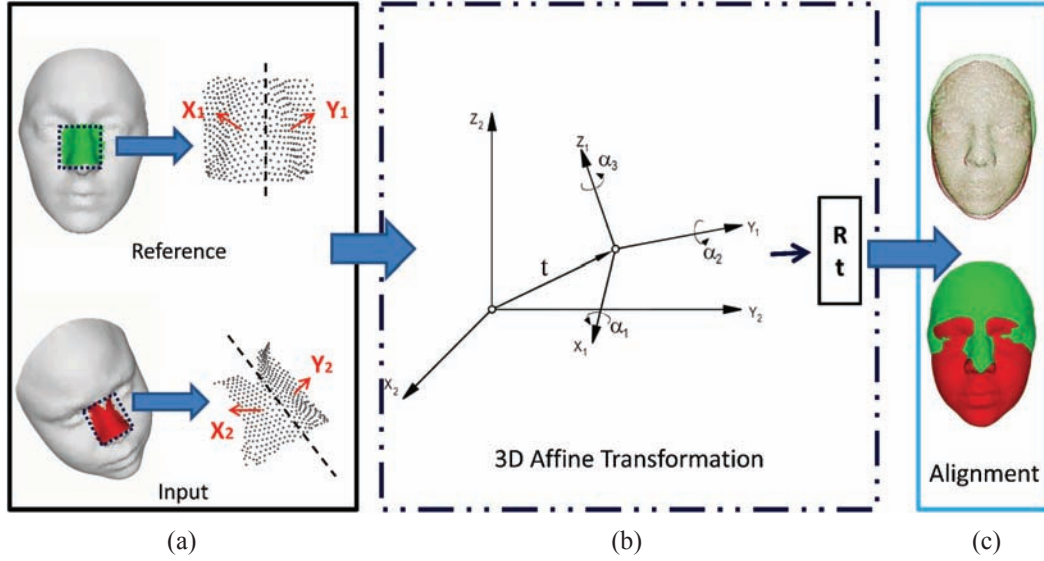 X1
Y1
Reference
X2
Y2
Input
(a)
Z2
Z1
α3
Y1
α2
t
α1
X1
Y2
X2
3D Affine Transformation
R
t
(b)
Alignment
(c)